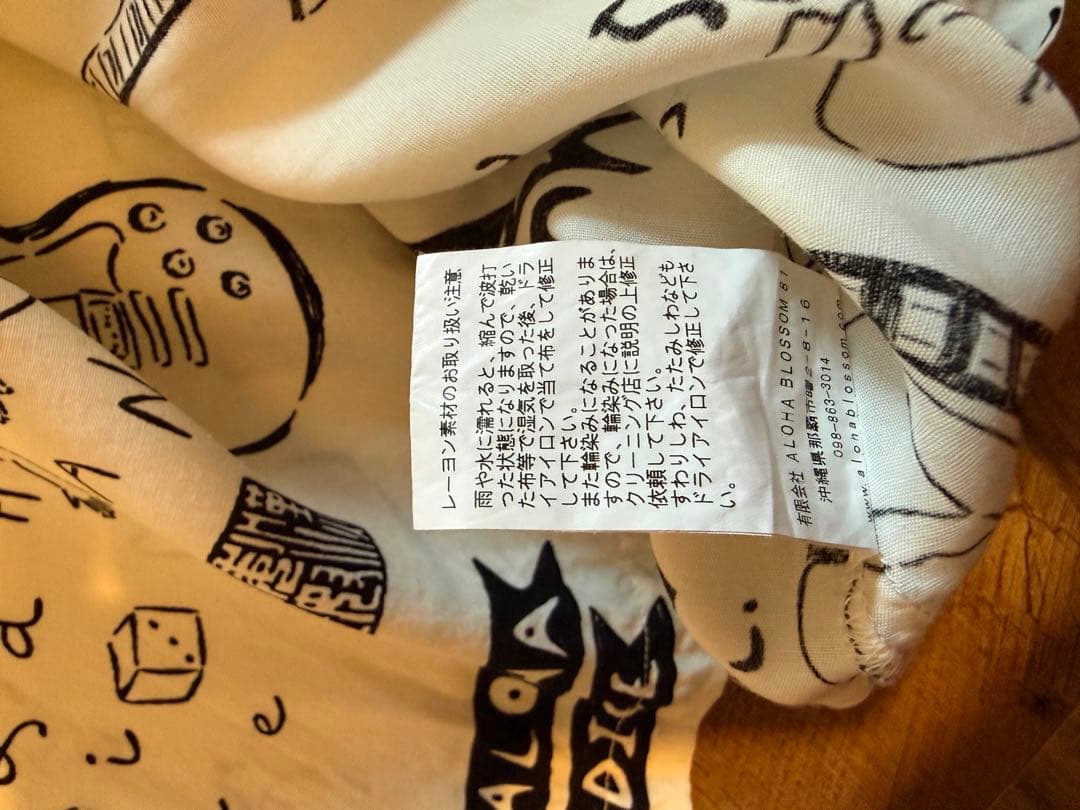 レーヨン素材のお取り扱い注意
雨や水に濡れると、縮んで波打
った状態になりますので、乾い
た布等で湿気を取った後、ドラ
イアイロンで当て布をして修正
して下さい。
また輪染みになることがありま
すので、輪染みになった場合は、
クリーニング店に説明の上修正
依頼して下さい。
すわりしわ、たたみしわなども
ドライアイロンで修正して下さ
い。
有限会社 ALOHA BLOSSOM
沖縄県那覇市曙2-8-16
098-863-3014
www.alohablossom.com
ALOA
DICE
a
i
e